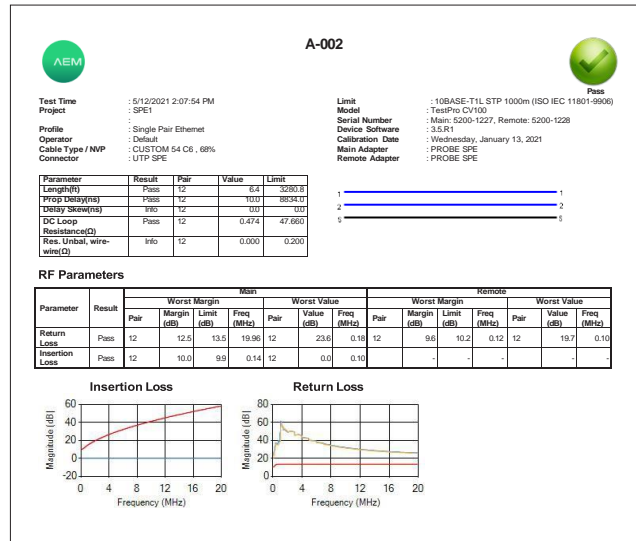 A-002
AEM
Pass
Test Time : 5/12/2021 2:07:54 PM
Project : SPE1
:
Profile : Single Pair Ethernet
Operator : Default
Cable Type / NVP : CUSTOM 54 C6 , 68%
Connector : UTP SPE
Limit : 10BASE-T1L STP 1000m (ISO IEC 11801-9906)
Model : TestPro CV100
Serial Number : Main: 5200-1227, Remote: 5200-1228
Device Software : 3.5.R1
Calibration Date : Wednesday, January 13, 2021
Main Adapter : PROBE SPE
Remote Adapter : PROBE SPE
Parameter Result Pair Value Limit
Length(ft) Pass 12 6.4 3280.8
Prop Delay(ns) Pass 12 10.0 8834.0
Delay Skew(ns) Info 12 0.0 0.0
DC Loop Resistance(Ω) Pass 12 0.474 47.660
Res. Unbal, wire-wire(Ω) Info 12 0.000 0.200
1 1
2 2
S S
RF Parameters
Main Remote
Parameter Result Worst Margin Worst Value Worst Margin Worst Value
Pair Margin (dB) Limit (dB) Freq (MHz) Pair Value (dB) Freq (MHz) Pair Margin (dB) Limit (dB) Freq (MHz) Pair Value (dB) Freq (MHz)
Return Loss Pass 12 12.5 13.5 19.96 12 23.6 0.18 12 9.6 10.2 0.12 12 19.7 0.10
Insertion Loss Pass 12 10.0 9.9 0.14 12 0.0 0.10 - - - - -
Insertion Loss
Magnitude [dB]
60
40
20
0
-20
0 4 8 12 16 20
Frequency (MHz)
Return Loss
Magnitude [dB]
80
60
40
20
0
0 4 8 12 16 20
Frequency (MHz)